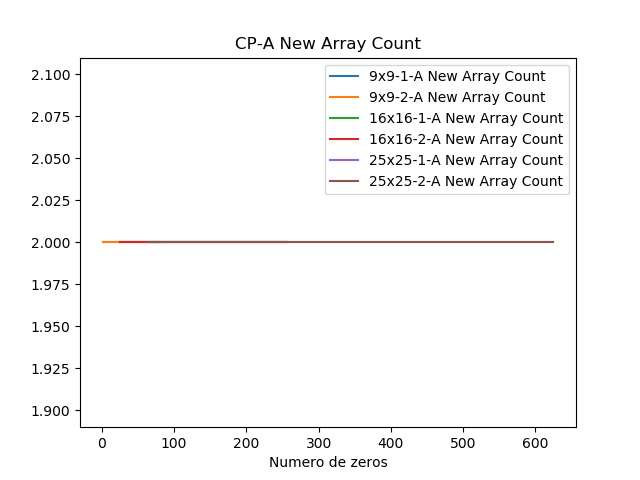 CP-A New Array Count
2.100
2.075
2.050
2.025
2.000
1.975
1.950
1.925
1.900
9x9-1-A New Array Count
9x9-2-A New Array Count
16x16-1-A New Array Count
16x16-2-A New Array Count
25x25-1-A New Array Count
25x25-2-A New Array Count
0 100 200 300 400 500 600
Numero de zeros